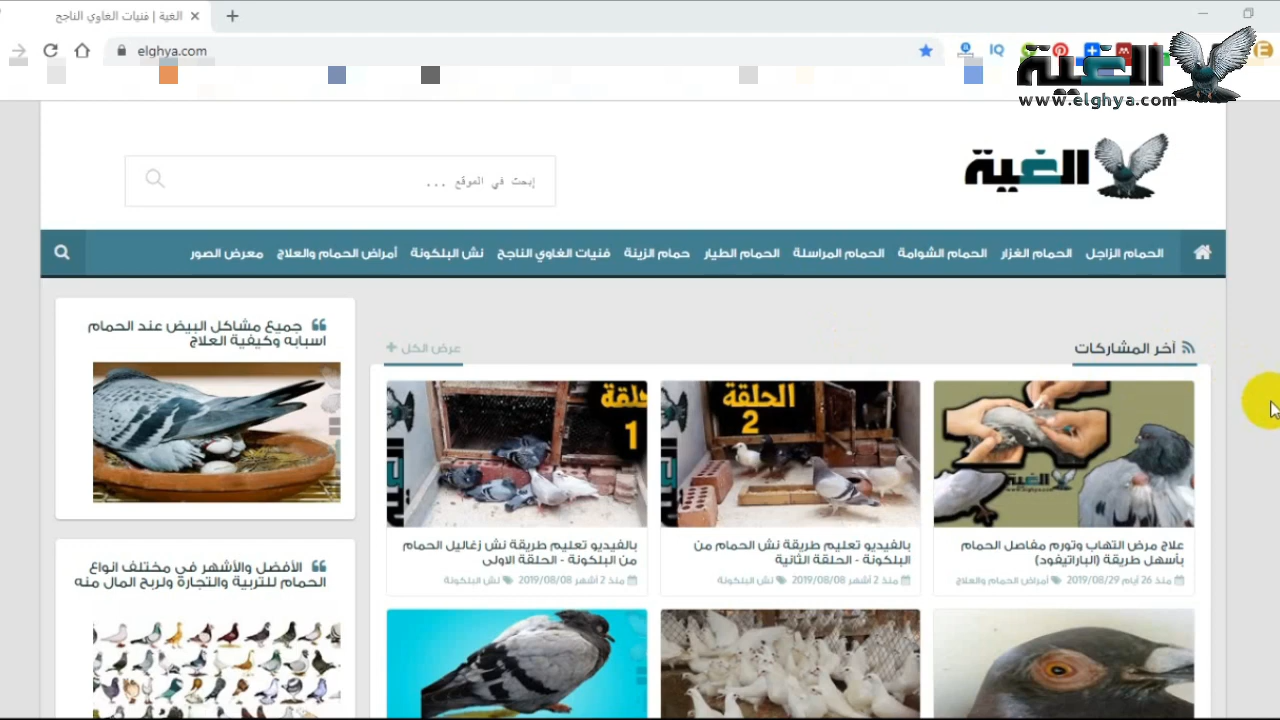 الغية | فنيات الغاوي الناجح
elghya.com
IQ
E
الغية
www.elghya.com
الغية
إبحث في الموقع ...
الحمام الزاجل
الحمام الغزار
الحمام الشوامة
الحمام المراسلة
الحمام الطيار
حمام الزينة
فنيات الغاوي الناجح
نش البلكونة
أمراض الحمام والعلاج
معرض الصور
آخر المشاركات
عرض الكل +
علاج مرض التهاب وتورم مفاصل الحمام
بأسهل طريقة (الباراتيفود)
منذ 26 أيام 2019/08/29 أمراض الحمام والعلاج
الحلقة
2
بالفيديو تعليم طريقة نش الحمام من
البلكونة - الحلقة الثانية
منذ 2 أشهر 2019/08/08 نش البلكونة
1
بالفيديو تعليم طريقة نش زغاليل الحمام
من البلكونة - الحلقة الاولى
منذ 2 أشهر 2019/08/08 نش البلكونة
جميع مشاكل البيض عند الحمام
اسبابه وكيفية العلاج
الأفضل والأشهر في مختلف انواع
الحمام للتربية والتجارة ولربح المال منه